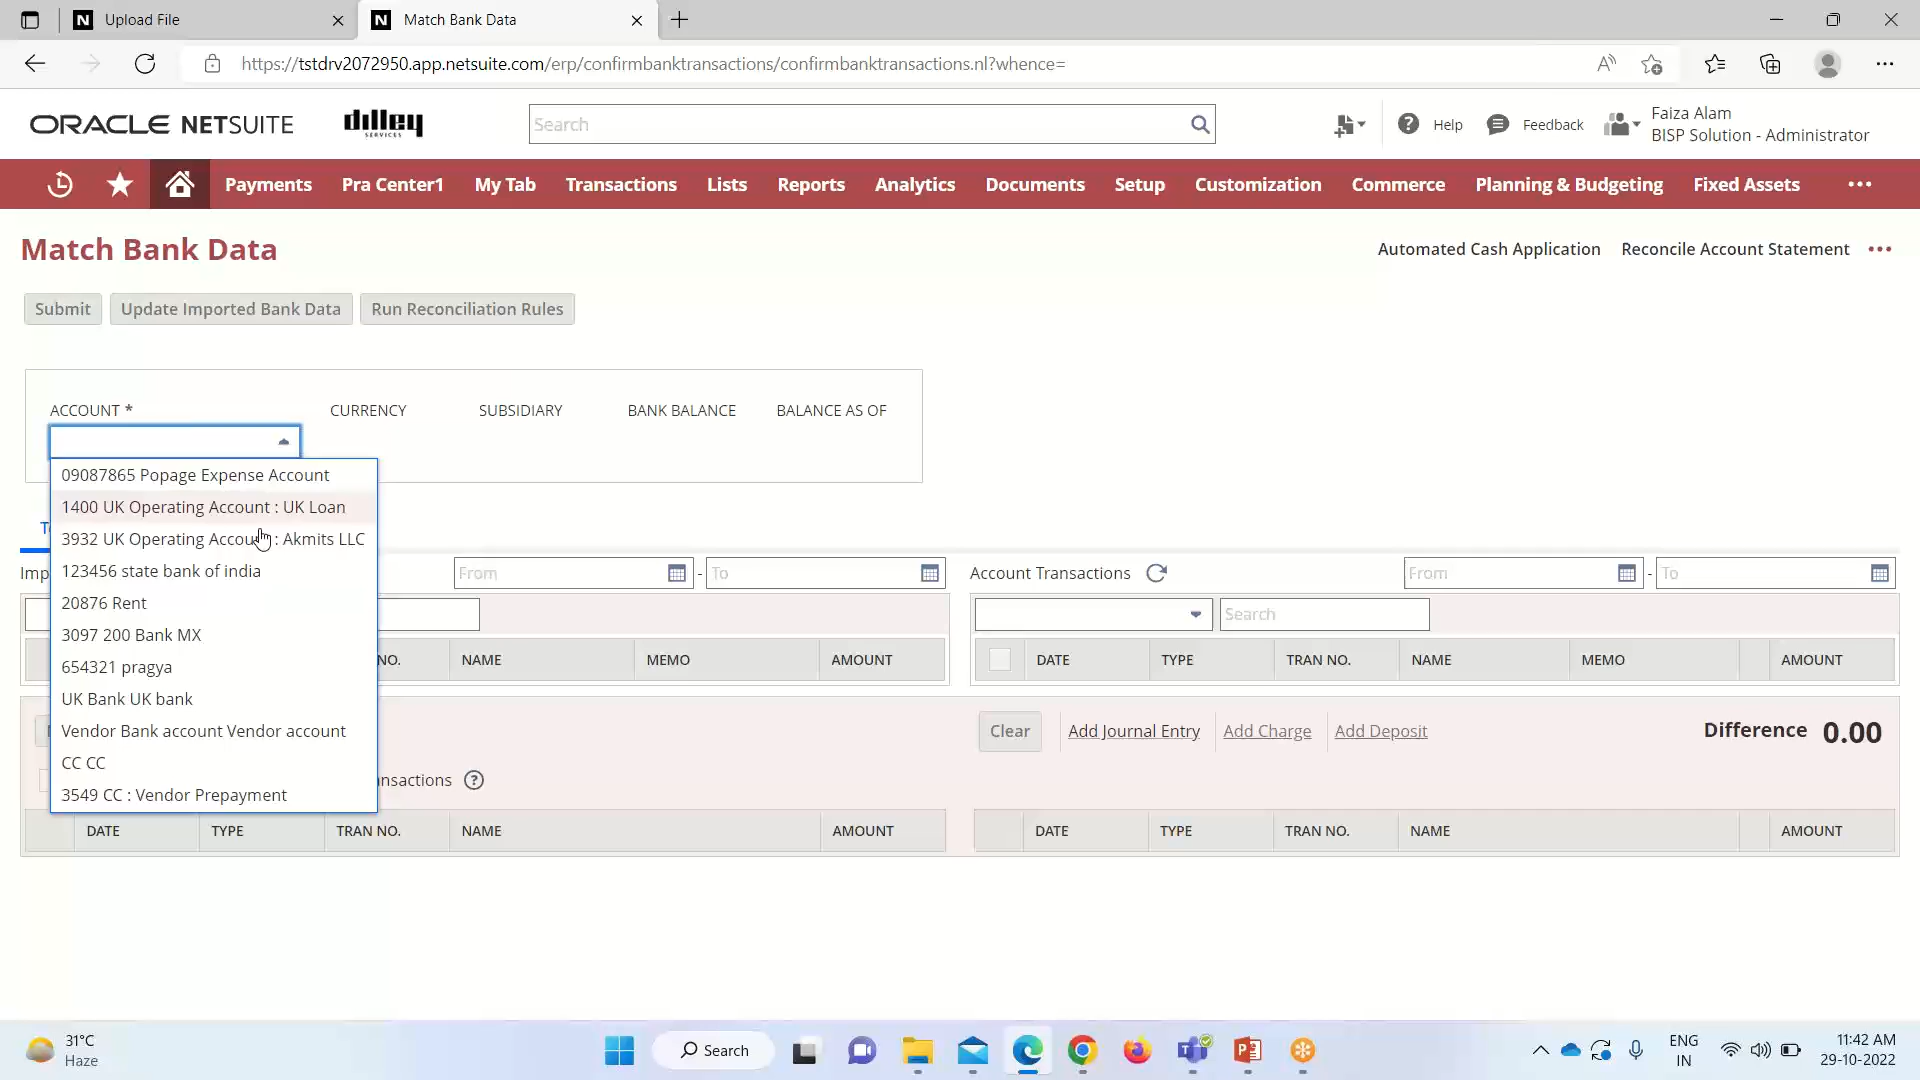 Upload File
Match Bank Data
https://tstdrv2072950.app.netsuite.com/erp/confirmbanktransactions/confirmbanktransactions.nl?whence=
ORACLE NETSUITE
dilley
SERVICES
Search
Help
Feedback
Faiza Alam
BISP Solution - Administrator
Payments
Pra Center1
My Tab
Transactions
Lists
Reports
Analytics
Documents
Setup
Customization
Commerce
Planning & Budgeting
Fixed Assets
Match Bank Data
Automated Cash Application
Reconcile Account Statement
Submit
Update Imported Bank Data
Run Reconciliation Rules
ACCOUNT *
CURRENCY
SUBSIDIARY
BANK BALANCE
BALANCE AS OF
09087865 Popage Expense Account
1400 UK Operating Account : UK Loan
3932 UK Operating Account : Akmits LLC
123456 state bank of india
20876 Rent
3097 200 Bank MX
654321 pragya
UK Bank UK bank
Vendor Bank account Vendor account
CC CC
3549 CC : Vendor Prepayment
From
-
To
Account Transactions
From
-
To
Search
NO.
NAME
MEMO
AMOUNT
DATE
TYPE
TRAN NO.
NAME
MEMO
AMOUNT
Clear
Add Journal Entry
Add Charge
Add Deposit
Difference 0.00
DATE
TYPE
TRAN NO.
NAME
AMOUNT
DATE
TYPE
TRAN NO.
NAME
AMOUNT
31°C
Haze
Search
ENG
IN
11:42 AM
29-10-2022